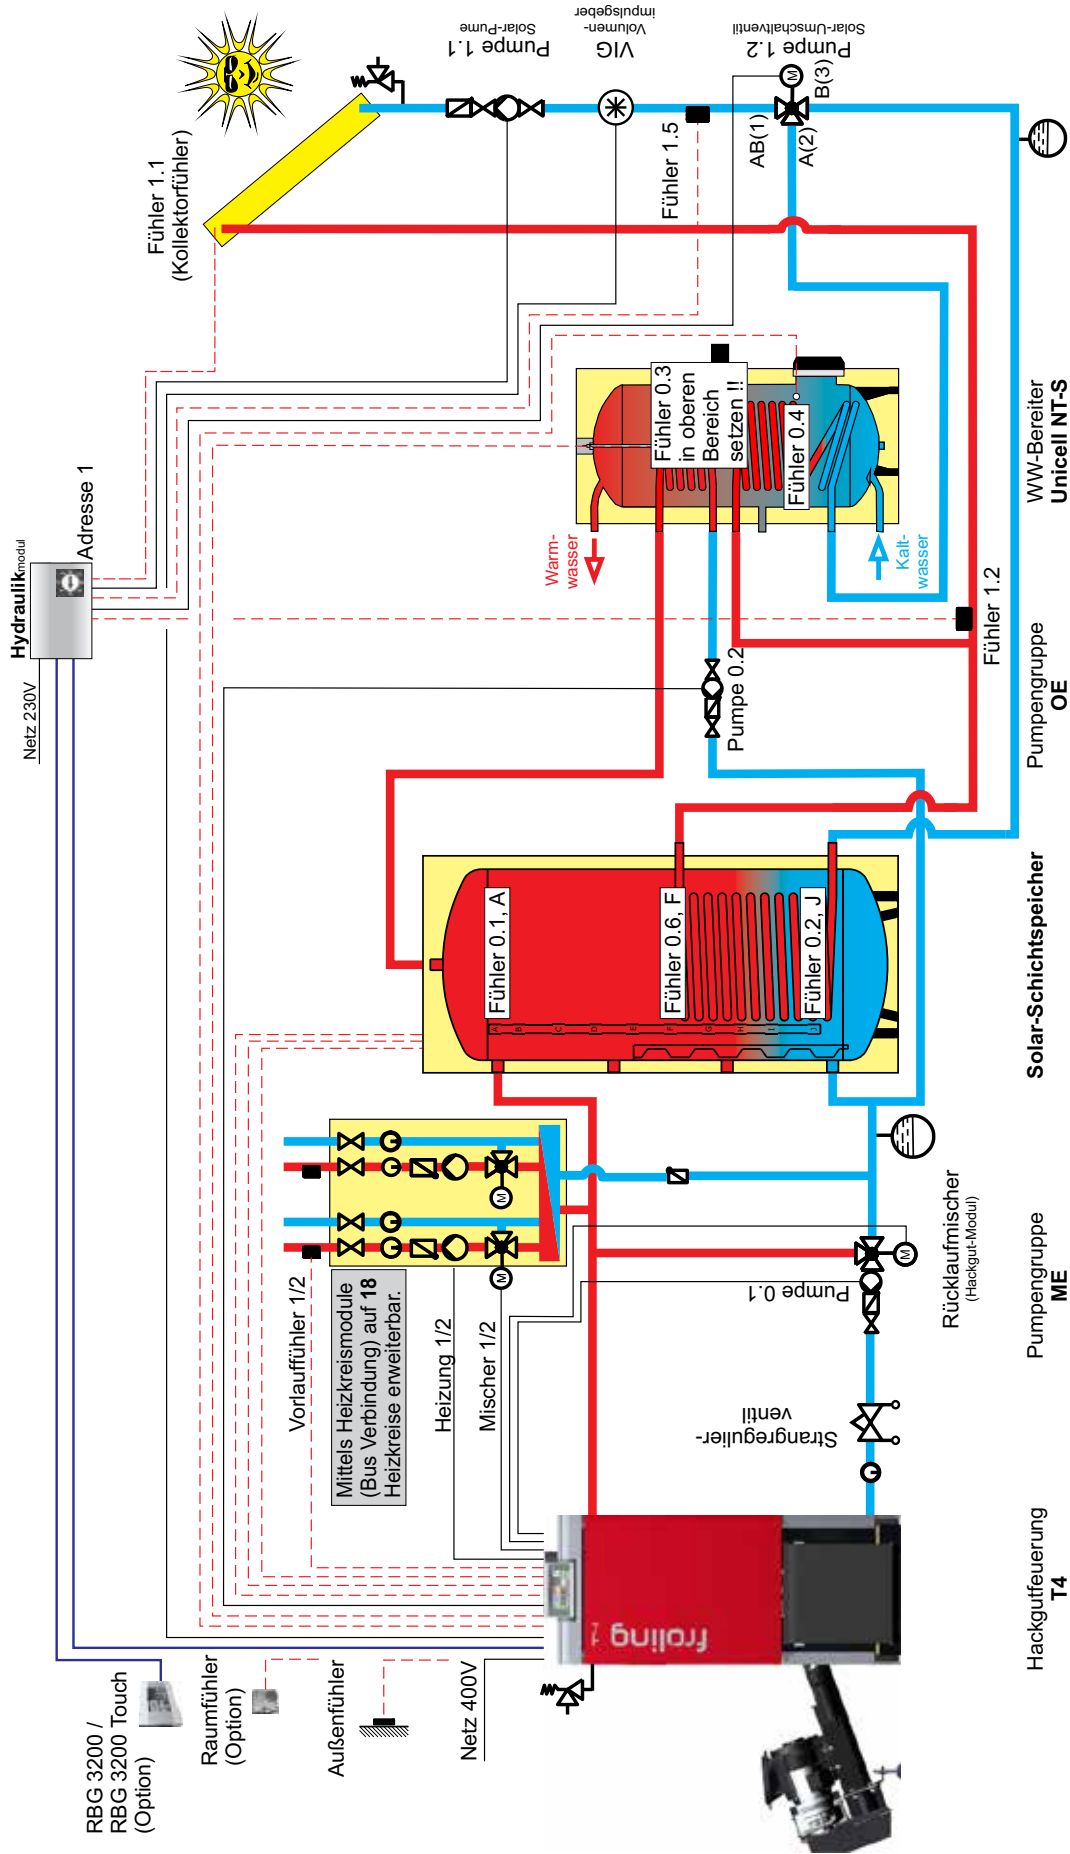 RBG 3200 /
RBG 3200 Touch
(Option)
Raumfühler
(Option)
Außenfühler
Netz 400V
Netz 230V
Hydraulikmodul
Adresse 1
Fühler 1.1
(Kollektorfühler)
Vorlauffühler 1/2
Mittels Heizkreismodule
(Bus Verbindung) auf 18
Heizkreise erweiterbar.
Heizung 1/2
Mischer 1/2
froling
T4
Strangregulier-
ventil
Pumpe 0.1
Rücklaufmischer
(Hackgut-Modul)
M
M
M
Fühler 0.1, A
Fühler 0.6, F
Fühler 0.2, J
A
B
C
D
E
F
G
H
I
J
Pumpe 0.2
Warm-
wasser
Kalt-
wasser
Fühler 0.3
in oberen
Bereich
setzen !!
Fühler 0.4
Fühler 1.2
Fühler 1.5
Pumpe 1.1
Solar-Pume
VIG
Volumen-
impulsgeber
Pumpe 1.2
Solar-Umschaltventil
M
AB(1)
A(2)
B(3)
Hackgutfeuerung
T4
Pumpengruppe
ME
Solar-Schichtspeicher
Pumpengruppe
OE
WW-Bereiter
Unicell NT-S